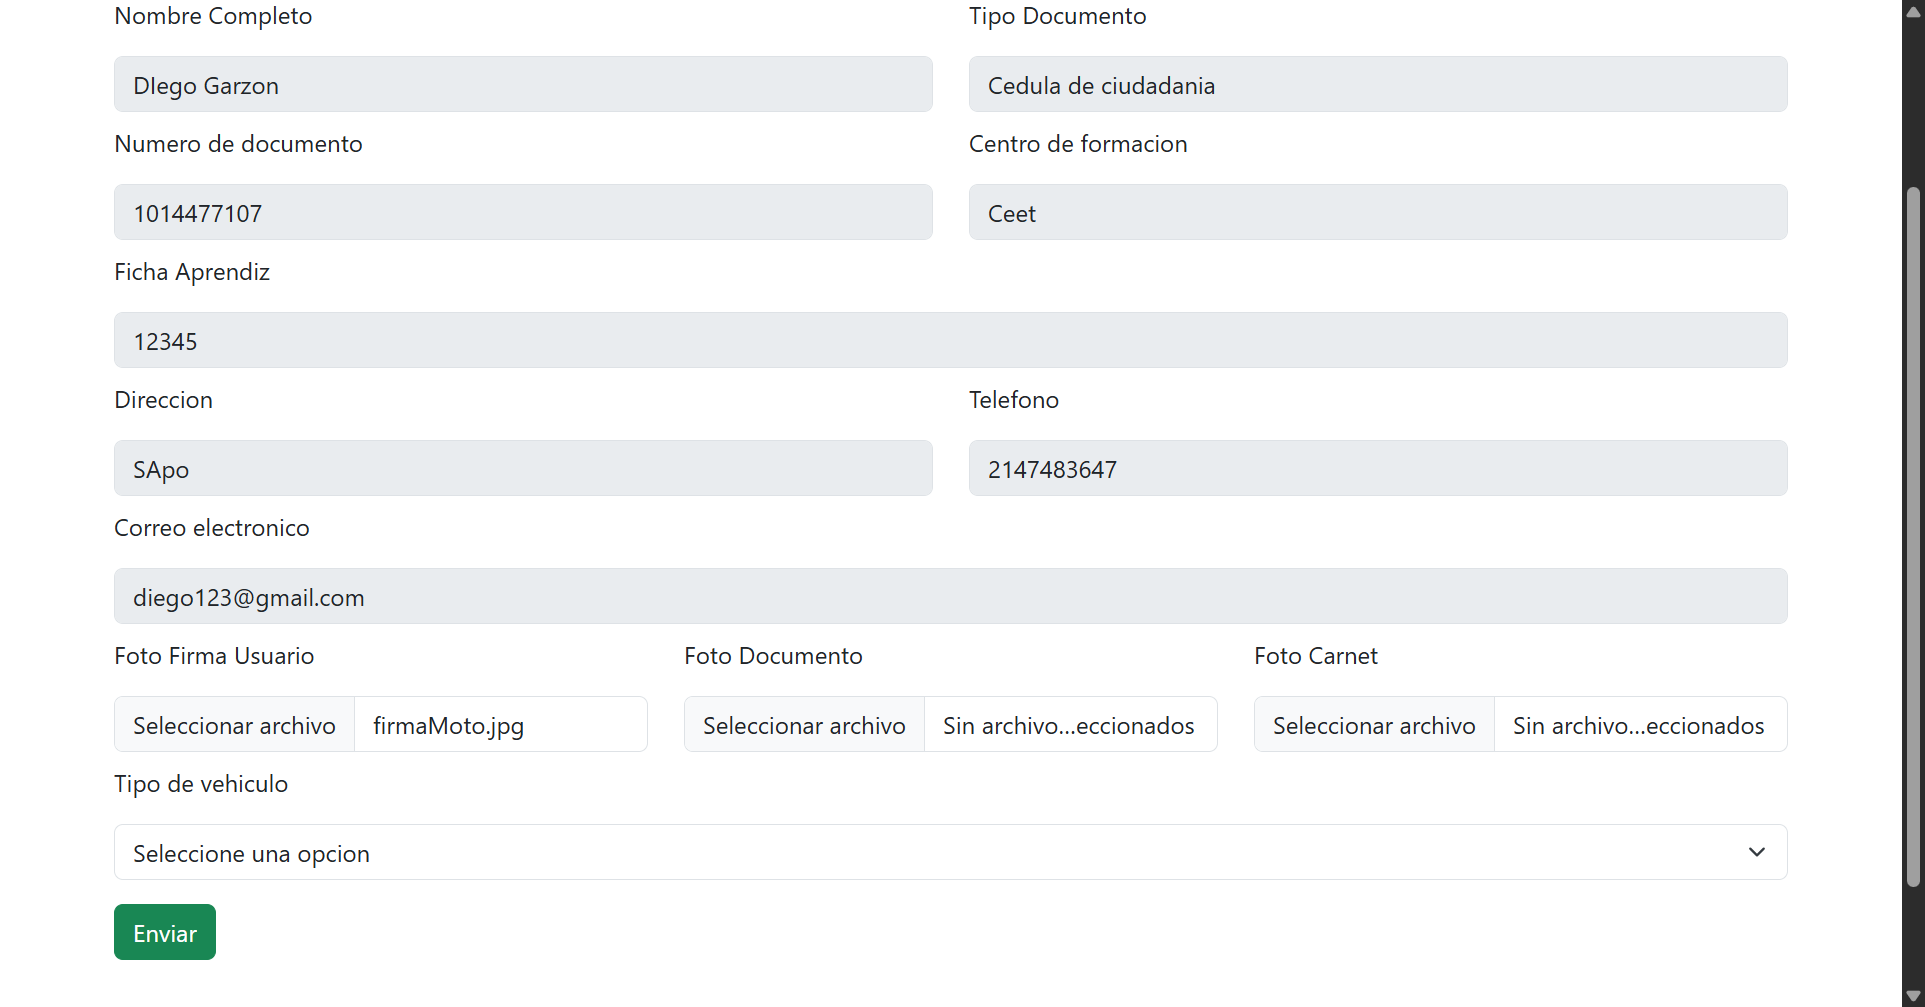 Nombre Completo
Tipo Documento
DIego Garzon
Cedula de ciudadania
Numero de documento
Centro de formacion
1014477107
Ceet
Ficha Aprendiz
12345
Direccion
Telefono
SApo
2147483647
Correo electronico
diego123@gmail.com
Foto Firma Usuario
Foto Documento
Foto Carnet
Seleccionar archivo firmaMoto.jpg
Seleccionar archivo Sin archivo...eccionados
Seleccionar archivo Sin archivo...eccionados
Tipo de vehiculo
Seleccione una opcion
Enviar